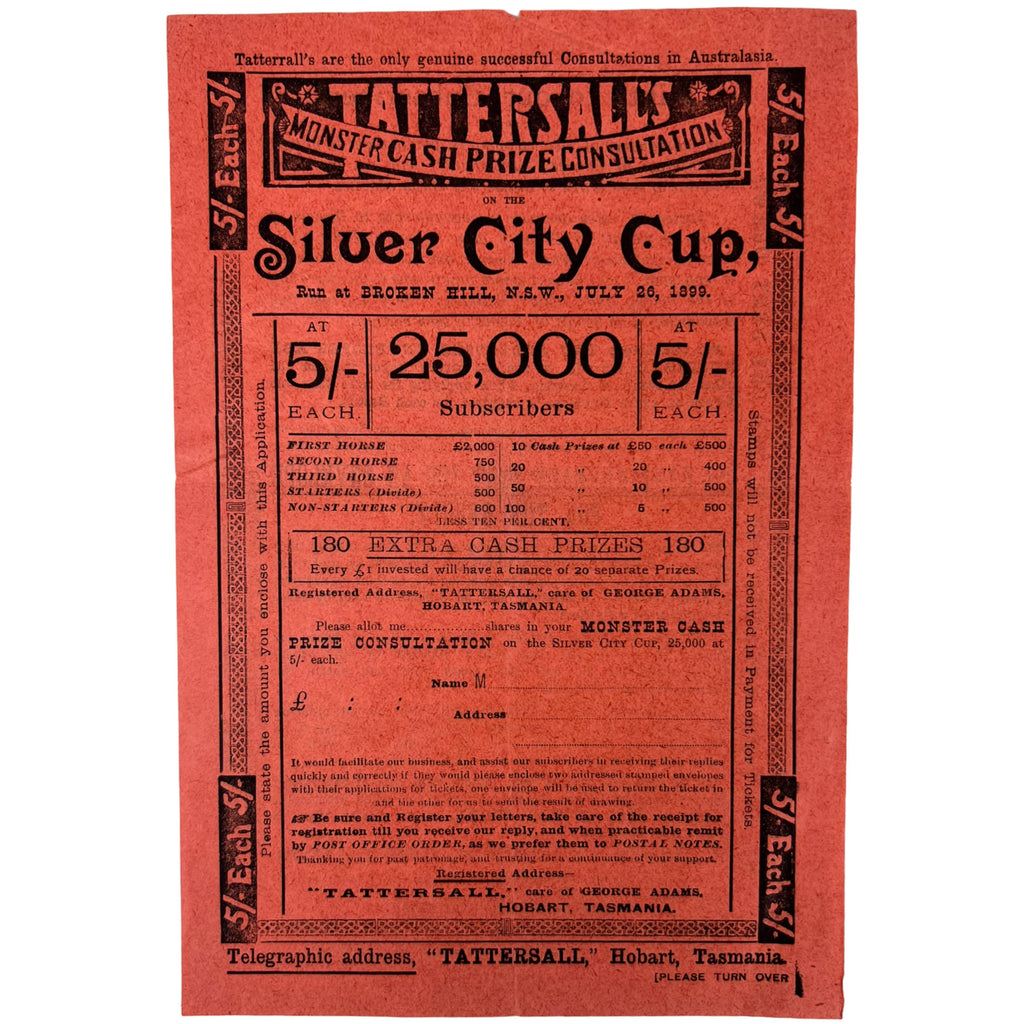 Tatterrall's are the only genuine successful Consultations in Australasia.
5/- Each 5/-
5/- Each 5/-
TATTERSALL'S
MONSTER CASH PRIZE CONSULTATION
ON THE
Silver City Cup,
Run at BROKEN HILL, N.S.W., JULY 26, 1899.
AT
5/-
EACH.
25,000
Subscribers
AT
5/-
EACH.
FIRST HORSE £2,000
SECOND HORSE 750
THIRD HORSE 500
STARTERS (Divide) 500
NON-STARTERS (Divide) 600
10 Cash Prizes at £50 each £500
20 „ 20 „ 400
50 „ 10 „ 500
100 „ 5 „ 500
LESS TEN PER CENT.
180 EXTRA CASH PRIZES 180
Every £1 invested will have a chance of 20 separate Prizes.
Registered Address, "TATTERSALL," care of GEORGE ADAMS,
HOBART, TASMANIA.
Please allot me..................shares in your MONSTER CASH
PRIZE CONSULTATION on the SILVER CITY CUP, 25,000 at
5/- each.
Name M
£ : :
Address
It would facilitate our business, and assist our subscribers in receiving their replies
quickly and correctly if they would please enclose two addressed stamped envelopes
with their applications for tickets, one envelope will be used to return the ticket in
and the other for us to send the result of drawing.
☞ Be sure and Register your letters, take care of the receipt for
registration till you receive our reply, and when practicable remit
by POST OFFICE ORDER, as we prefer them to POSTAL NOTES.
Thanking you for past patronage, and trusting for a continuance of your support.
Registered Address—
"TATTERSALL," care of GEORGE ADAMS,
HOBART, TASMANIA.
Please state the amount you enclose with this Application.
Stamps will not be received in Payment for Tickets.
5/- Each 5/-
5/- Each 5/-
Telegraphic address, "TATTERSALL," Hobart, Tasmania.
[PLEASE TURN OVER